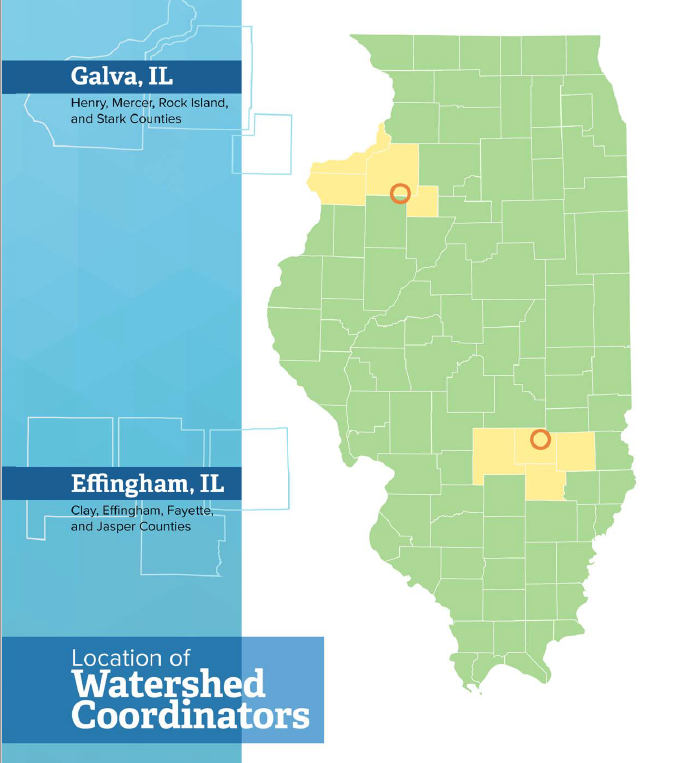 Galva, IL
Henry, Mercer, Rock Island,
and Stark Counties
Effingham, IL
Clay, Effingham, Fayette,
and Jasper Counties
Location of
Watershed
Coordinators